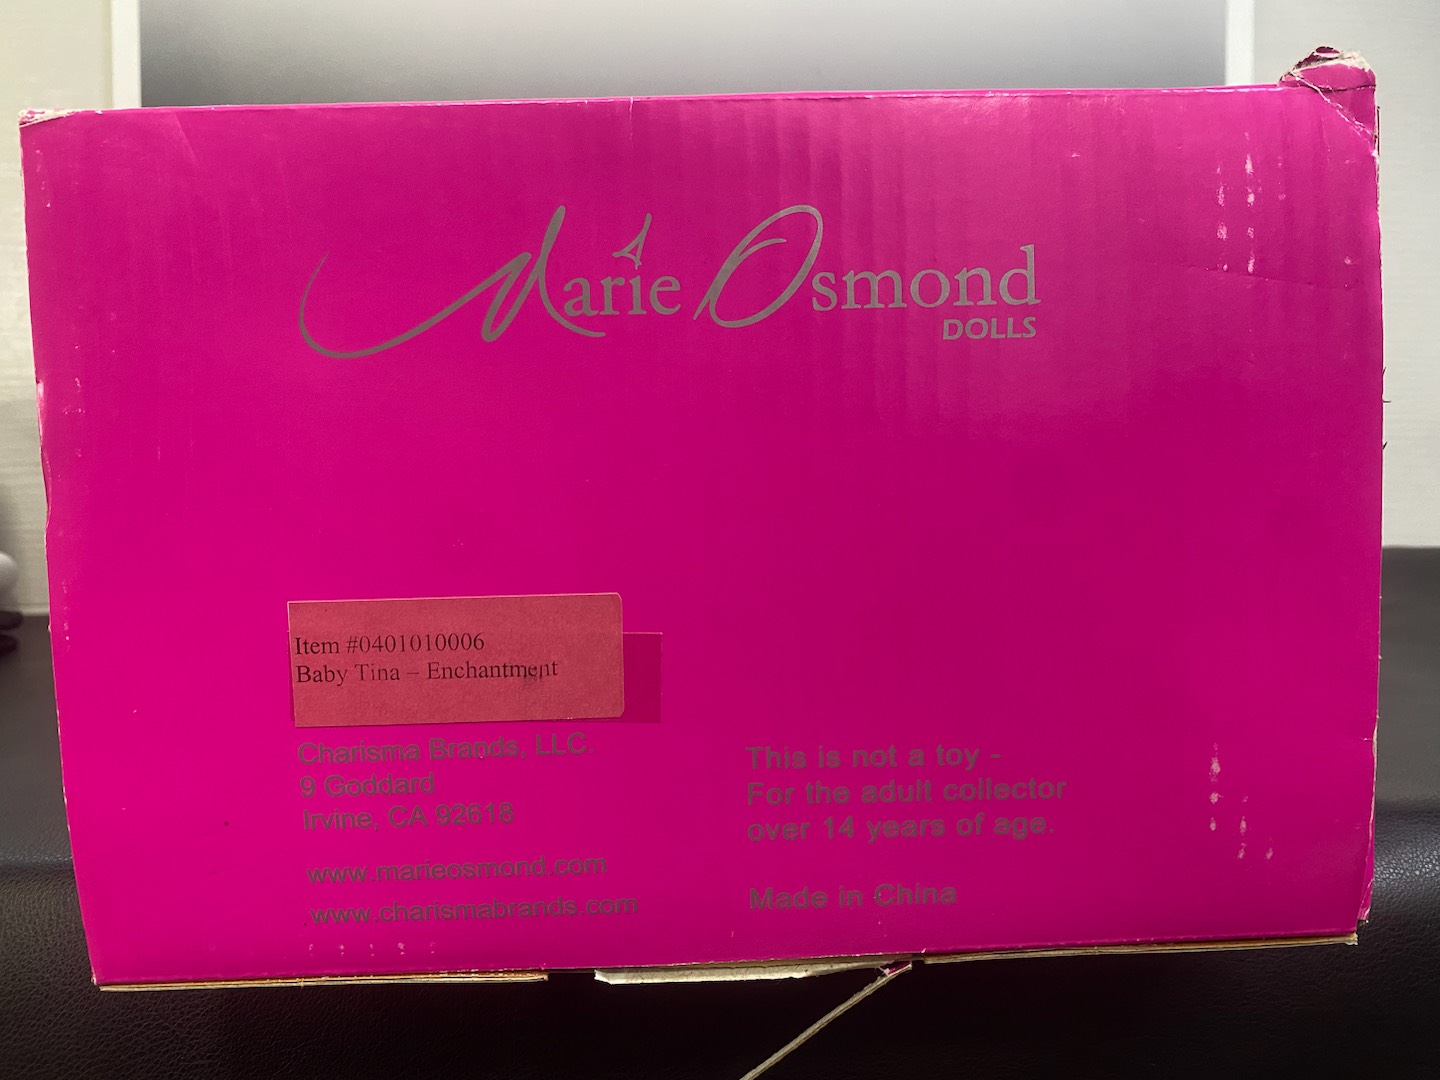 Marie Osmond
DOLLS
Item #0401010006
Baby Tina – Enchantment
Charisma Brands, LLC.
9 Goddard
Irvine, CA 92618
www.marieosmond.com
www.charismabrands.com
This is not a toy -
For the adult collector
over 14 years of age.
Made in China